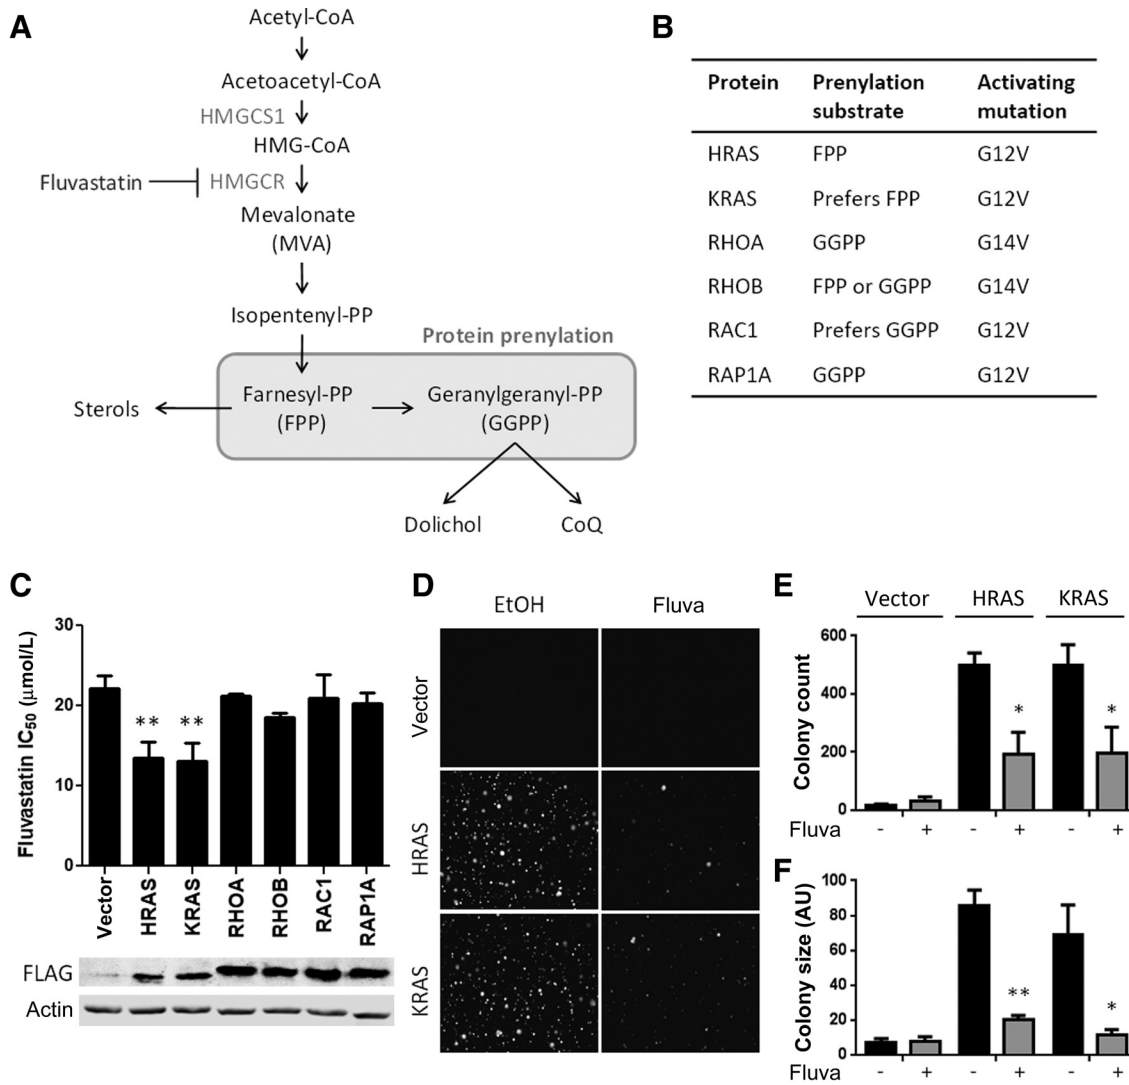 A
Acetyl-CoA
Acetoacetyl-CoA
HMGCS1
HMG-CoA
Fluvastatin
HMGCR
Mevalonate
(MVA)
Isopentenyl-PP
Protein prenylation
Sterols
Farnesyl-PP
(FPP)
Geranylgeranyl-PP
(GGPP)
Dolichol
CoQ
B
Protein Prenylation substrate Activating mutation
HRAS FPP G12V
KRAS Prefers FPP G12V
RHOA GGPP G14V
RHOB FPP or GGPP G14V
RAC1 Prefers GGPP G12V
RAP1A GGPP G12V
C
Fluvastatin IC50 (μmol/L)
30
20
10
0
** **
Vector HRAS KRAS RHOA RHOB RAC1 RAP1A
FLAG
Actin
D
EtOH Fluva
Vector
HRAS
KRAS
E
Vector HRAS KRAS
Colony count
600
400
200
0
* *
Fluva - + - + - +
F
Colony size (AU)
100
80
60
40
20
0
** *
Fluva - + - + - +